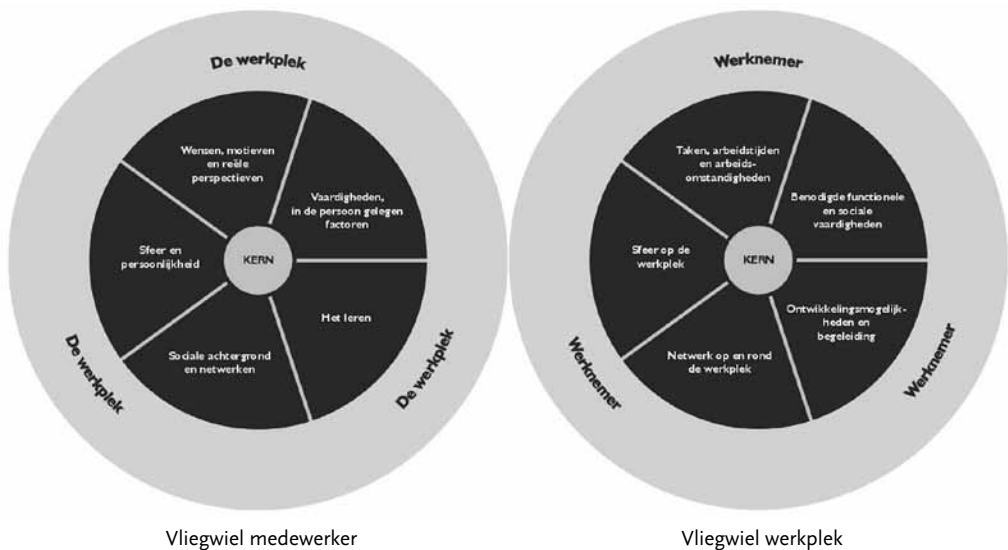 De werkplek
Wensen, motieven
en reële
perspectieven
Vaardigheden,
in de persoon gelegen
factoren
Sfeer en
persoonlijkheid
KERN
Het leren
Sociale achtergrond
en netwerken
De werkplek
De werkplek
Vliegwiel medewerker
Werknemer
Taken, arbeidstijden
en arbeids-
omstandigheden
Benodigde functionele
en sociale
vaardigheden
Sfeer op de
werkplek
KERN
Ontwikkelingsmogelijk-
heden en
begeleiding
Netwerk op en rond
de werkplek
Werknemer
Werknemer
Vliegwiel werkplek